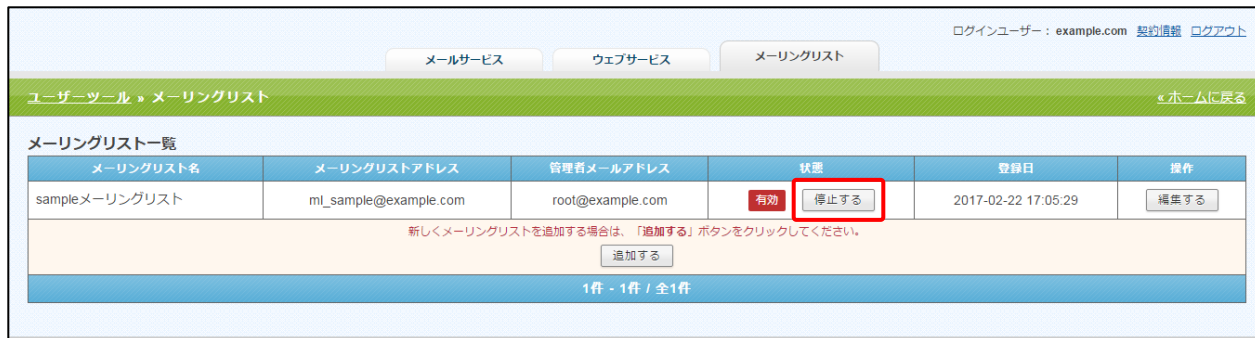 ログインユーザー： example.com 契約情報 ログアウト
メールサービス ウェブサービス メーリングリスト
ユーザーツール » メーリングリスト «ホームに戻る
メーリングリスト一覧
メーリングリスト名 メーリングリストアドレス 管理者メールアドレス 状態 登録日 操作
sampleメーリングリスト ml_sample@example.com root@example.com 有効 停止する 2017-02-22 17:05:29 編集する
新しくメーリングリストを追加する場合は、「追加する」ボタンをクリックしてください。
追加する
1件 - 1件 / 全1件